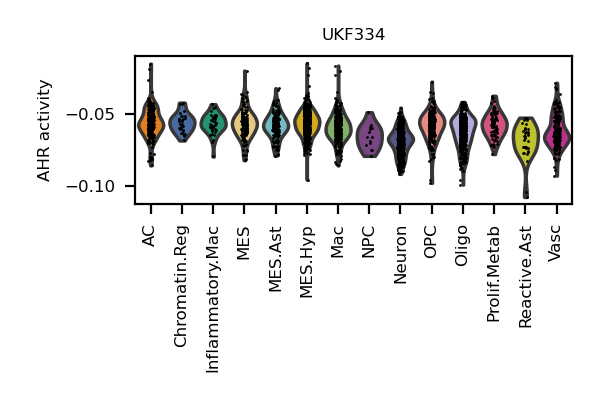 UKF334
AHR activity
−0.05
−0.10
AC
Chromatin.Reg
Inflammatory.Mac
MES
MES.Ast
MES.Hyp
Mac
NPC
Neuron
OPC
Oligo
Prolif.Metab
Reactive.Ast
Vasc